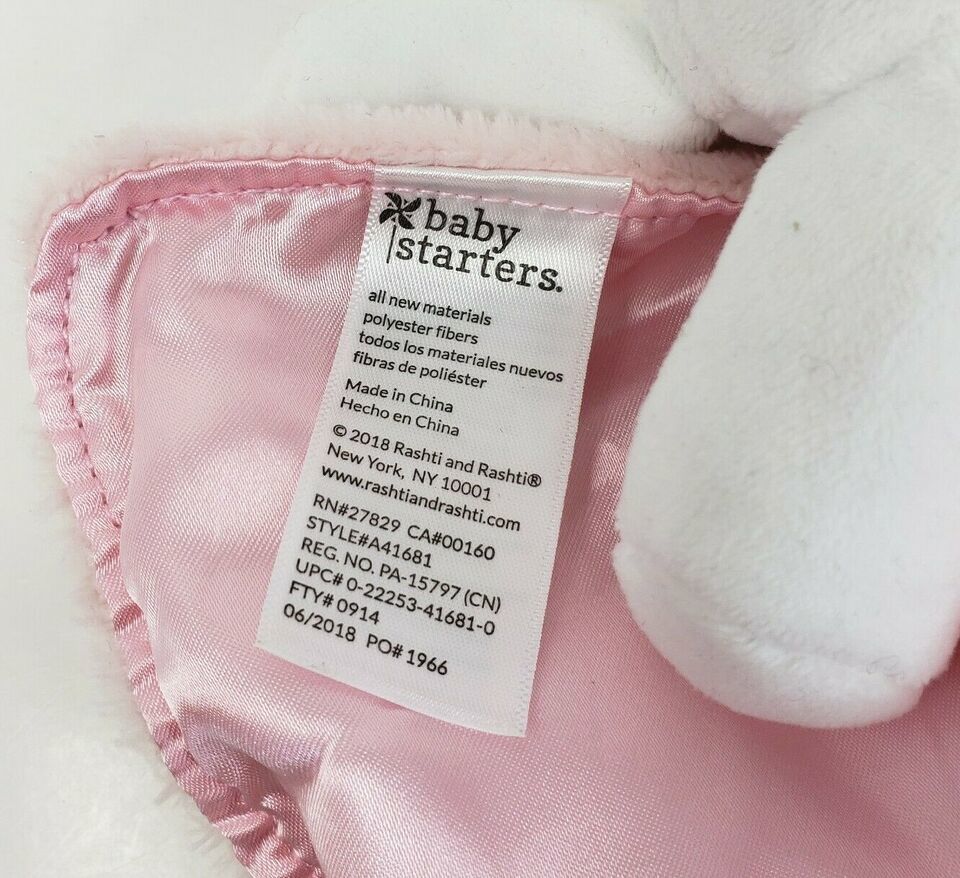 baby
starters.
all new materials
polyester fibers
todos los materiales nuevos
fibras de poliéster
Made in China
Hecho en China
© 2018 Rashti and Rashti®
New York, NY 10001
www.rashtiandrashti.com
RN#27829 CA#00160
STYLE#A41681
REG. NO. PA-15797 (CN)
UPC# 0-22253-41681-0
FTY# 0914
06/2018 PO# 1966